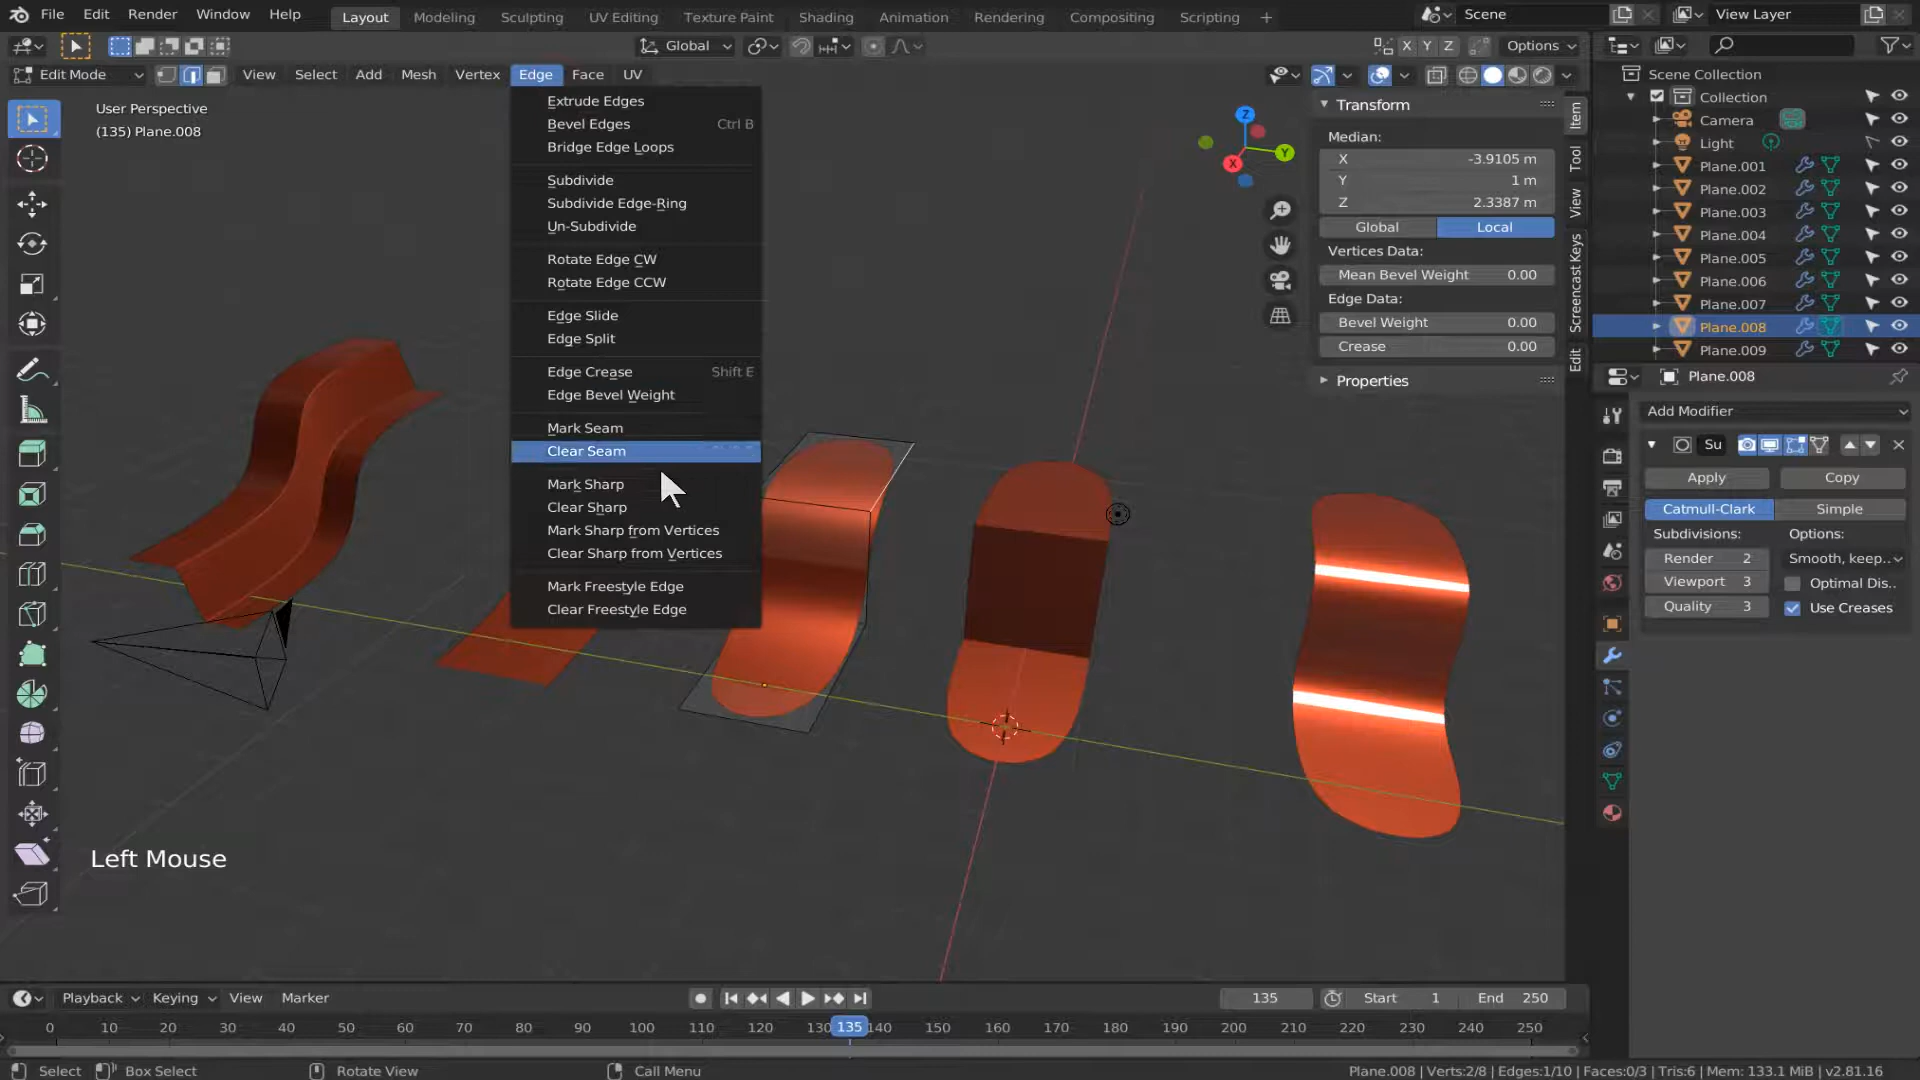 File Edit Render Window Help Layout Modeling Sculpting UV Editing Texture Paint Shading Animation Rendering Compositing Scripting + Scene View Layer
Global X Y Z Options
Edit Mode View Select Add Mesh Vertex Edge Face UV
User Perspective
(135) Plane.008
Extrude Edges
Bevel Edges Ctrl B
Bridge Edge Loops
Subdivide
Subdivide Edge-Ring
Un-Subdivide
Rotate Edge CW
Rotate Edge CCW
Edge Slide
Edge Split
Edge Crease Shift E
Edge Bevel Weight
Mark Seam
Clear Seam
Mark Sharp
Clear Sharp
Mark Sharp from Vertices
Clear Sharp from Vertices
Mark Freestyle Edge
Clear Freestyle Edge
Z
Y
X
Transform
Median:
X -3.9105 m
Y 1 m
Z 2.3387 m
Global Local
Vertices Data:
Mean Bevel Weight 0.00
Edge Data:
Bevel Weight 0.00
Crease 0.00
Properties
Item
Tool
View
Screencast Keys
Edit
Scene Collection
Collection
Camera
Light
Plane.001
Plane.002
Plane.003
Plane.004
Plane.005
Plane.006
Plane.007
Plane.008
Plane.009
Plane.008
Add Modifier
Su
Apply Copy
Catmull-Clark Simple
Subdivisions: Options:
Render 2 Smooth, keep..
Viewport 3 Optimal Dis..
Quality 3 Use Creases
Left Mouse
Playback Keying View Marker 135 Start 1 End 250
0 10 20 30 40 50 60 70 80 90 100 110 120 130 135 140 150 160 170 180 190 200 210 220 230 240 250
Select Box Select Rotate View Call Menu Plane.008 | Verts:2/8 | Edges:1/10 | Faces:0/3 | Tris:6 | Mem: 133.1 MiB | v2.81.16